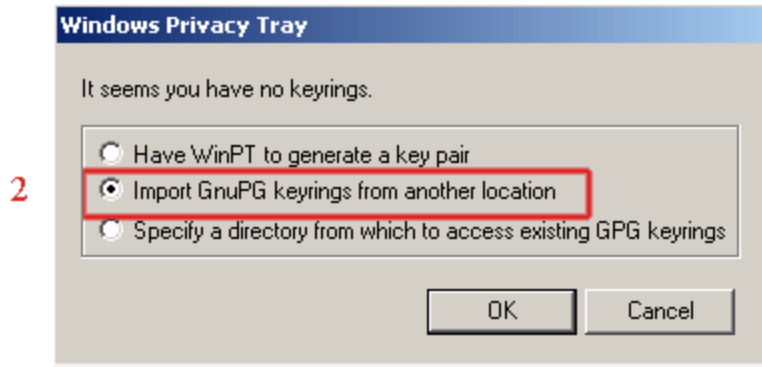 Windows Privacy Tray
It seems you have no keyrings.
Have WinPT to generate a key pair
2
Import GnuPG keyrings from another location
Specify a directory from which to access existing GPG keyrings
OK
Cancel